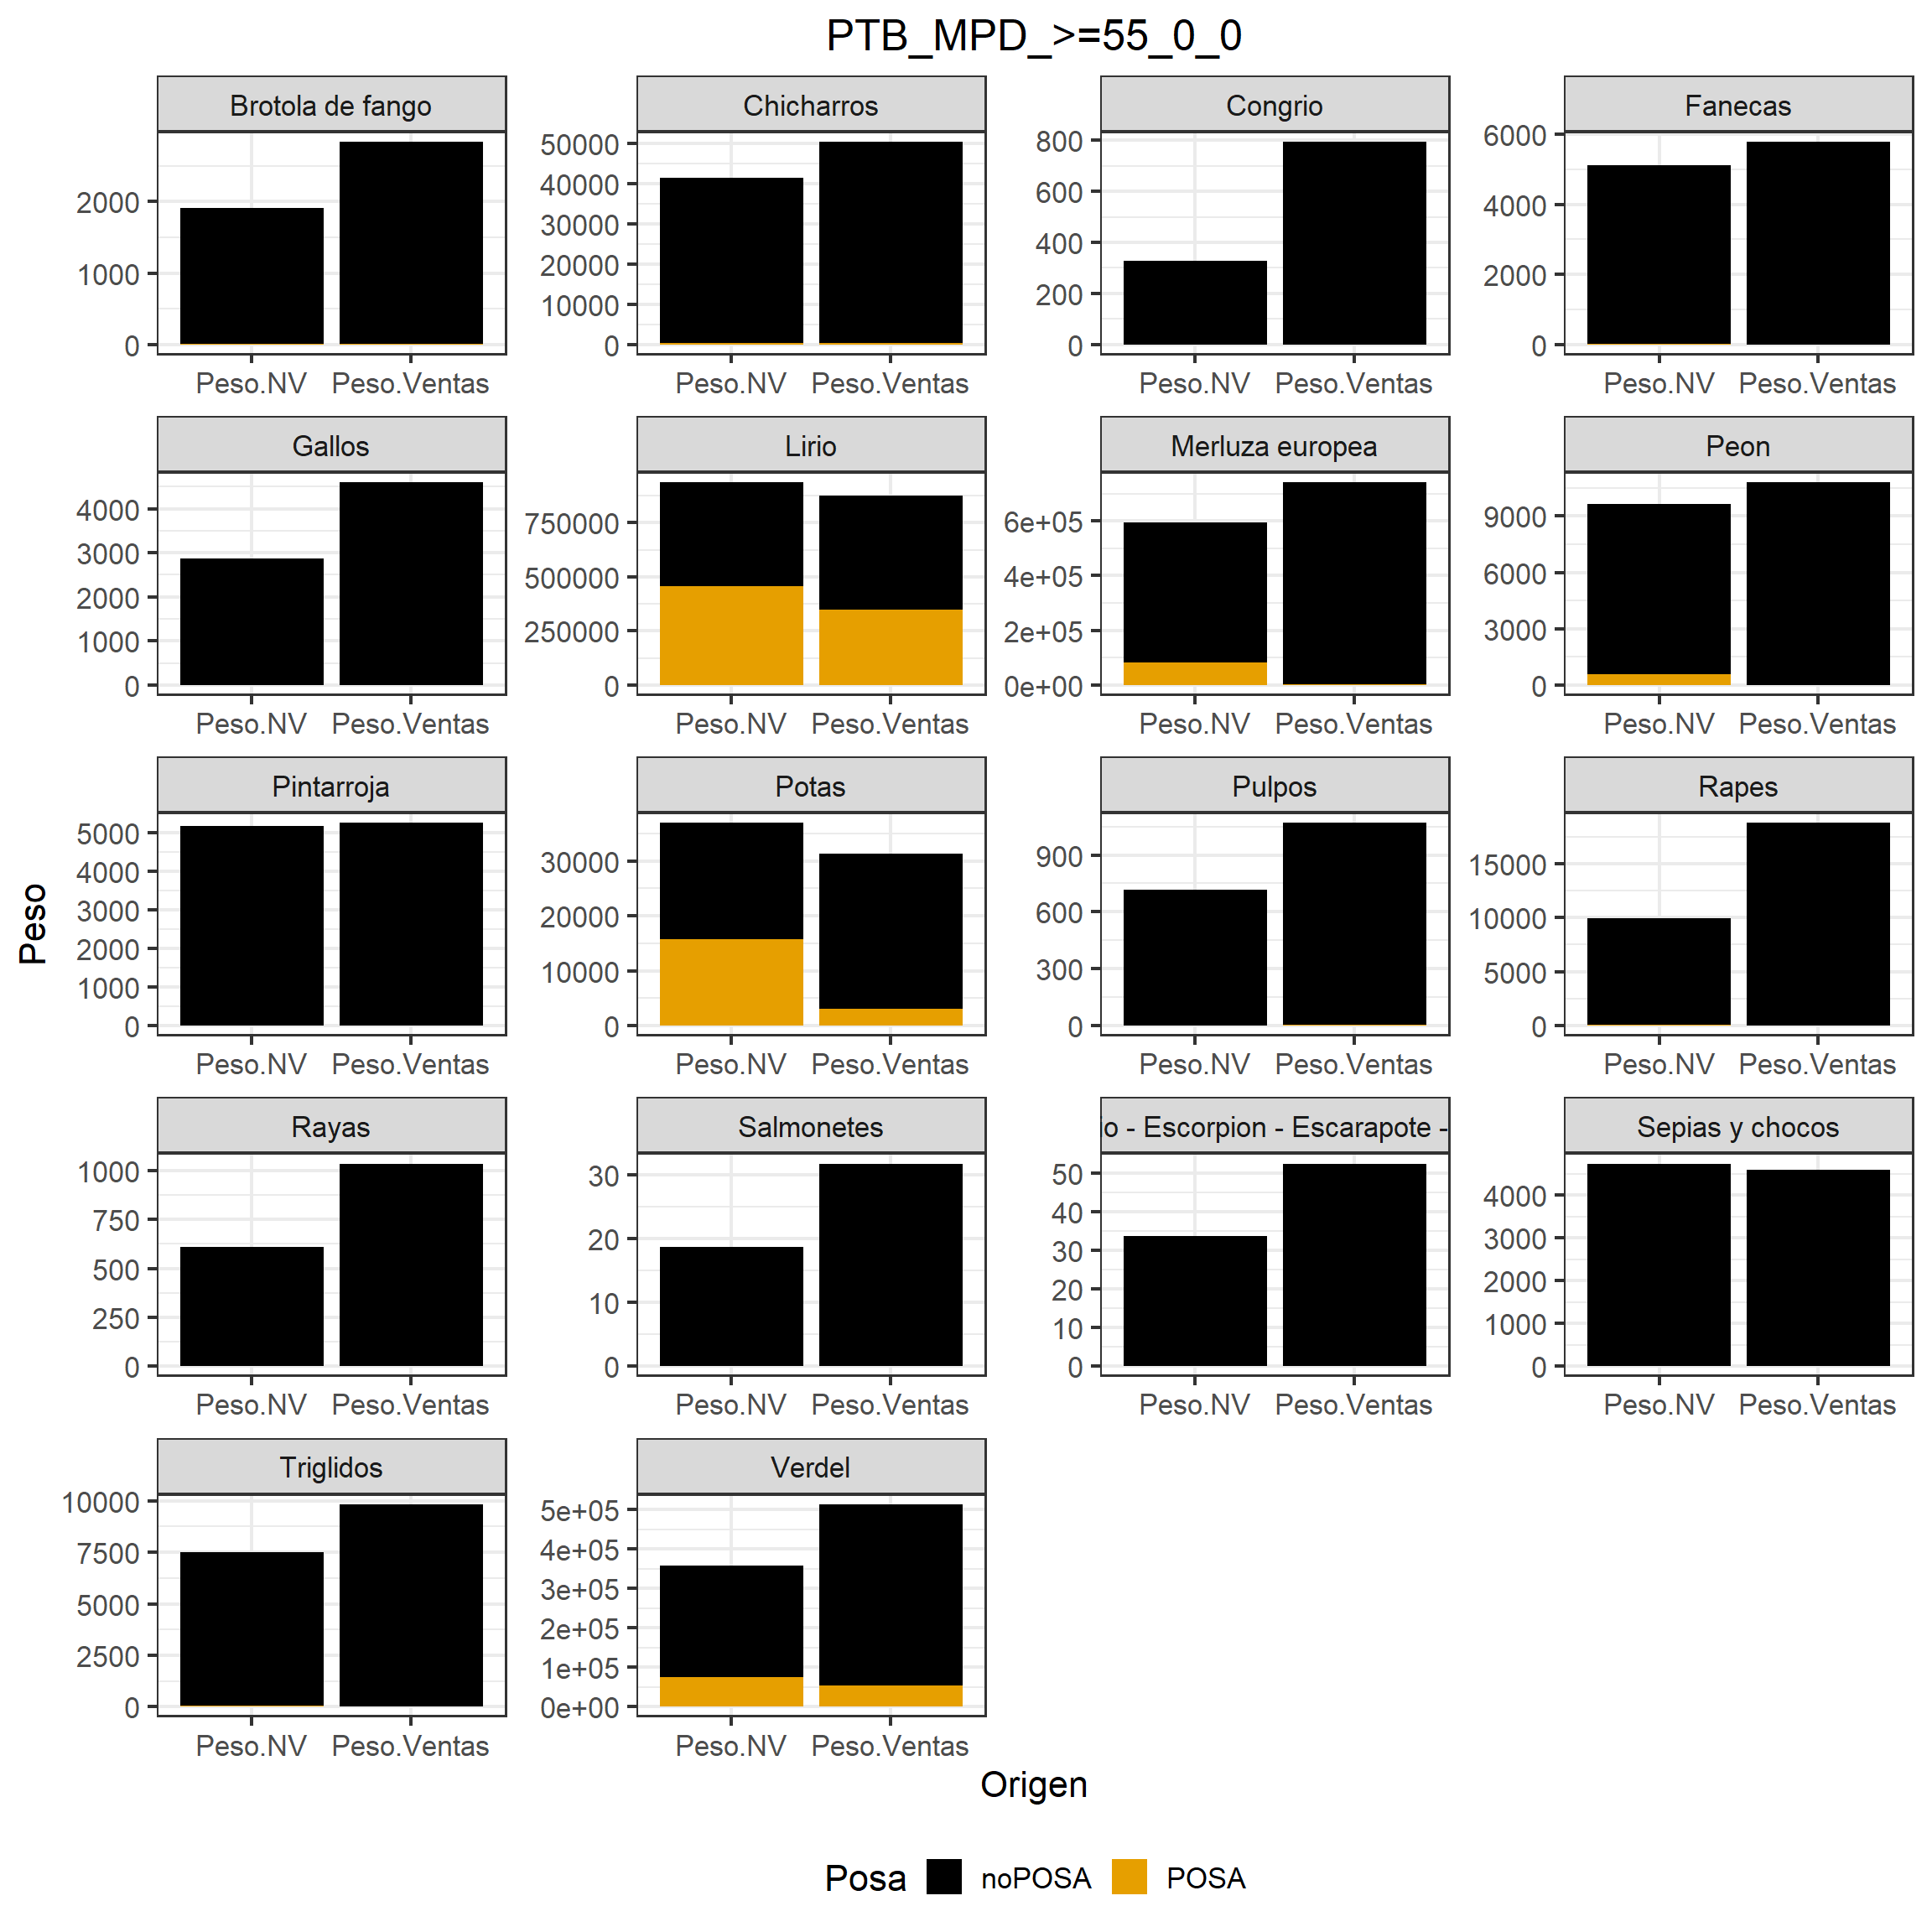 PTB_MPD_>=55_0_0
Brotola de fango
Chicharros
Congrio
Fanecas
2000
1000
0
50000
40000
30000
20000
10000
0
800
600
400
200
0
6000
4000
2000
0
Peso.NV Peso.Ventas
Peso.NV Peso.Ventas
Peso.NV Peso.Ventas
Peso.NV Peso.Ventas
Gallos
Lirio
Merluza europea
Peon
4000
3000
2000
1000
0
750000
500000
250000
0
6e+05
4e+05
2e+05
0e+00
9000
6000
3000
0
Peso.NV Peso.Ventas
Peso.NV Peso.Ventas
Peso.NV Peso.Ventas
Peso.NV Peso.Ventas
Pintarroja
Potas
Pulpos
Rapes
5000
4000
3000
2000
1000
0
30000
20000
10000
0
900
600
300
0
15000
10000
5000
0
Peso.NV Peso.Ventas
Peso.NV Peso.Ventas
Peso.NV Peso.Ventas
Peso.NV Peso.Ventas
Rayas
Salmonetes
io - Escorpion - Escarapote -
Sepias y chocos
1000
750
500
250
0
30
20
10
0
50
40
30
20
10
0
4000
3000
2000
1000
0
Peso.NV Peso.Ventas
Peso.NV Peso.Ventas
Peso.NV Peso.Ventas
Peso.NV Peso.Ventas
Triglidos
Verdel
10000
7500
5000
2500
0
5e+05
4e+05
3e+05
2e+05
1e+05
0e+00
Peso.NV Peso.Ventas
Peso.NV Peso.Ventas
Peso
Origen
Posa noPOSA POSA